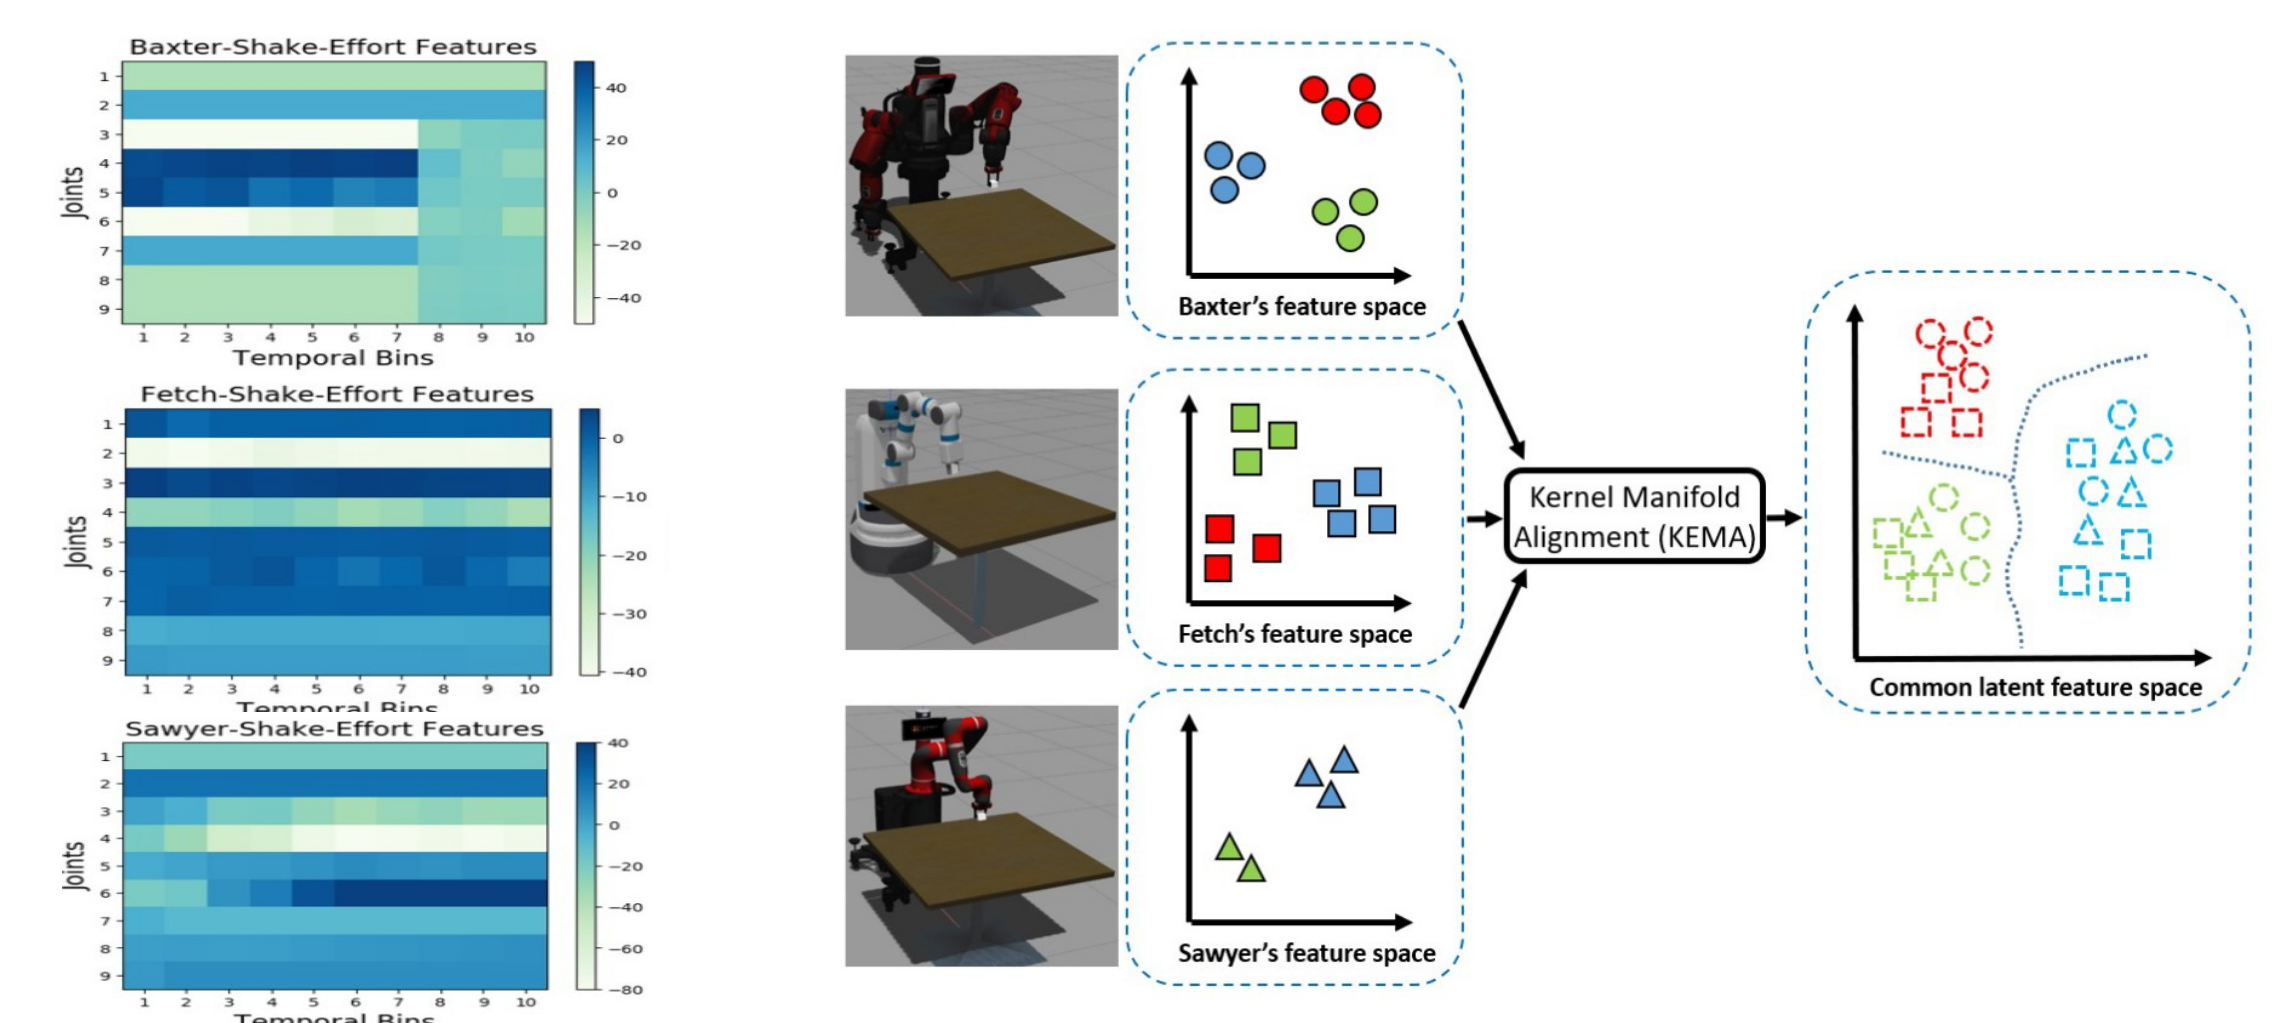 Baxter-Shake-Effort Features
Joints
1
2
3
4
5
6
7
8
9
1 2 3 4 5 6 7 8 9 10
Temporal Bins
40
20
0
−20
−40
Fetch-Shake-Effort Features
Joints
1
2
3
4
5
6
7
8
9
1 2 3 4 5 6 7 8 9 10
Temporal Bins
0
−10
−20
−30
−40
Sawyer-Shake-Effort Features
Joints
1
2
3
4
5
6
7
8
9
1 2 3 4 5 6 7 8 9 10
Temporal Bins
40
20
0
−20
−40
−60
−80
Baxter’s feature space
Fetch’s feature space
Sawyer’s feature space
Kernel Manifold
Alignment (KEMA)
Common latent feature space